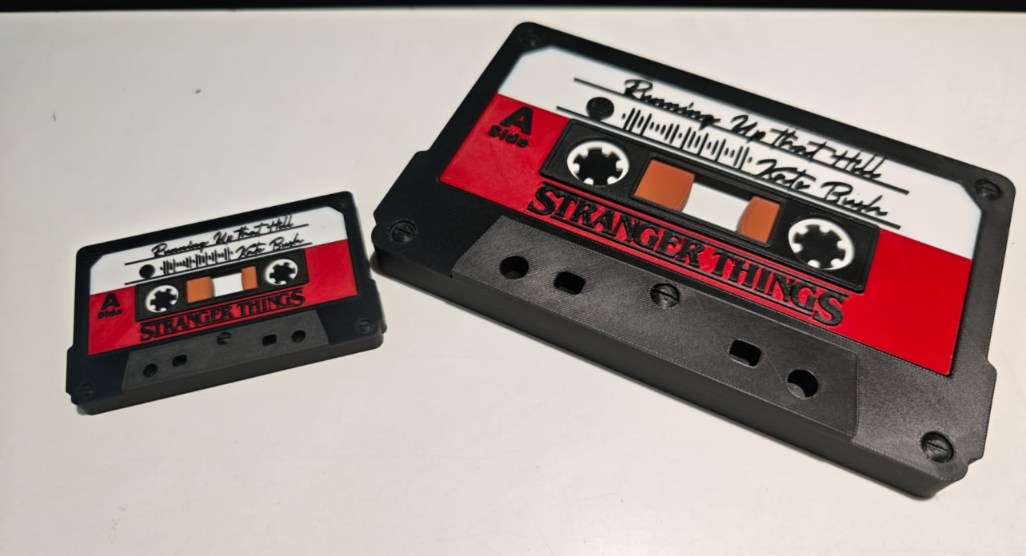 Running Up that Hill
Kate Bush
A
Side
STRANGER THINGS
Running Up that Hill
Kate Bush
A
Side
STRANGER THINGS